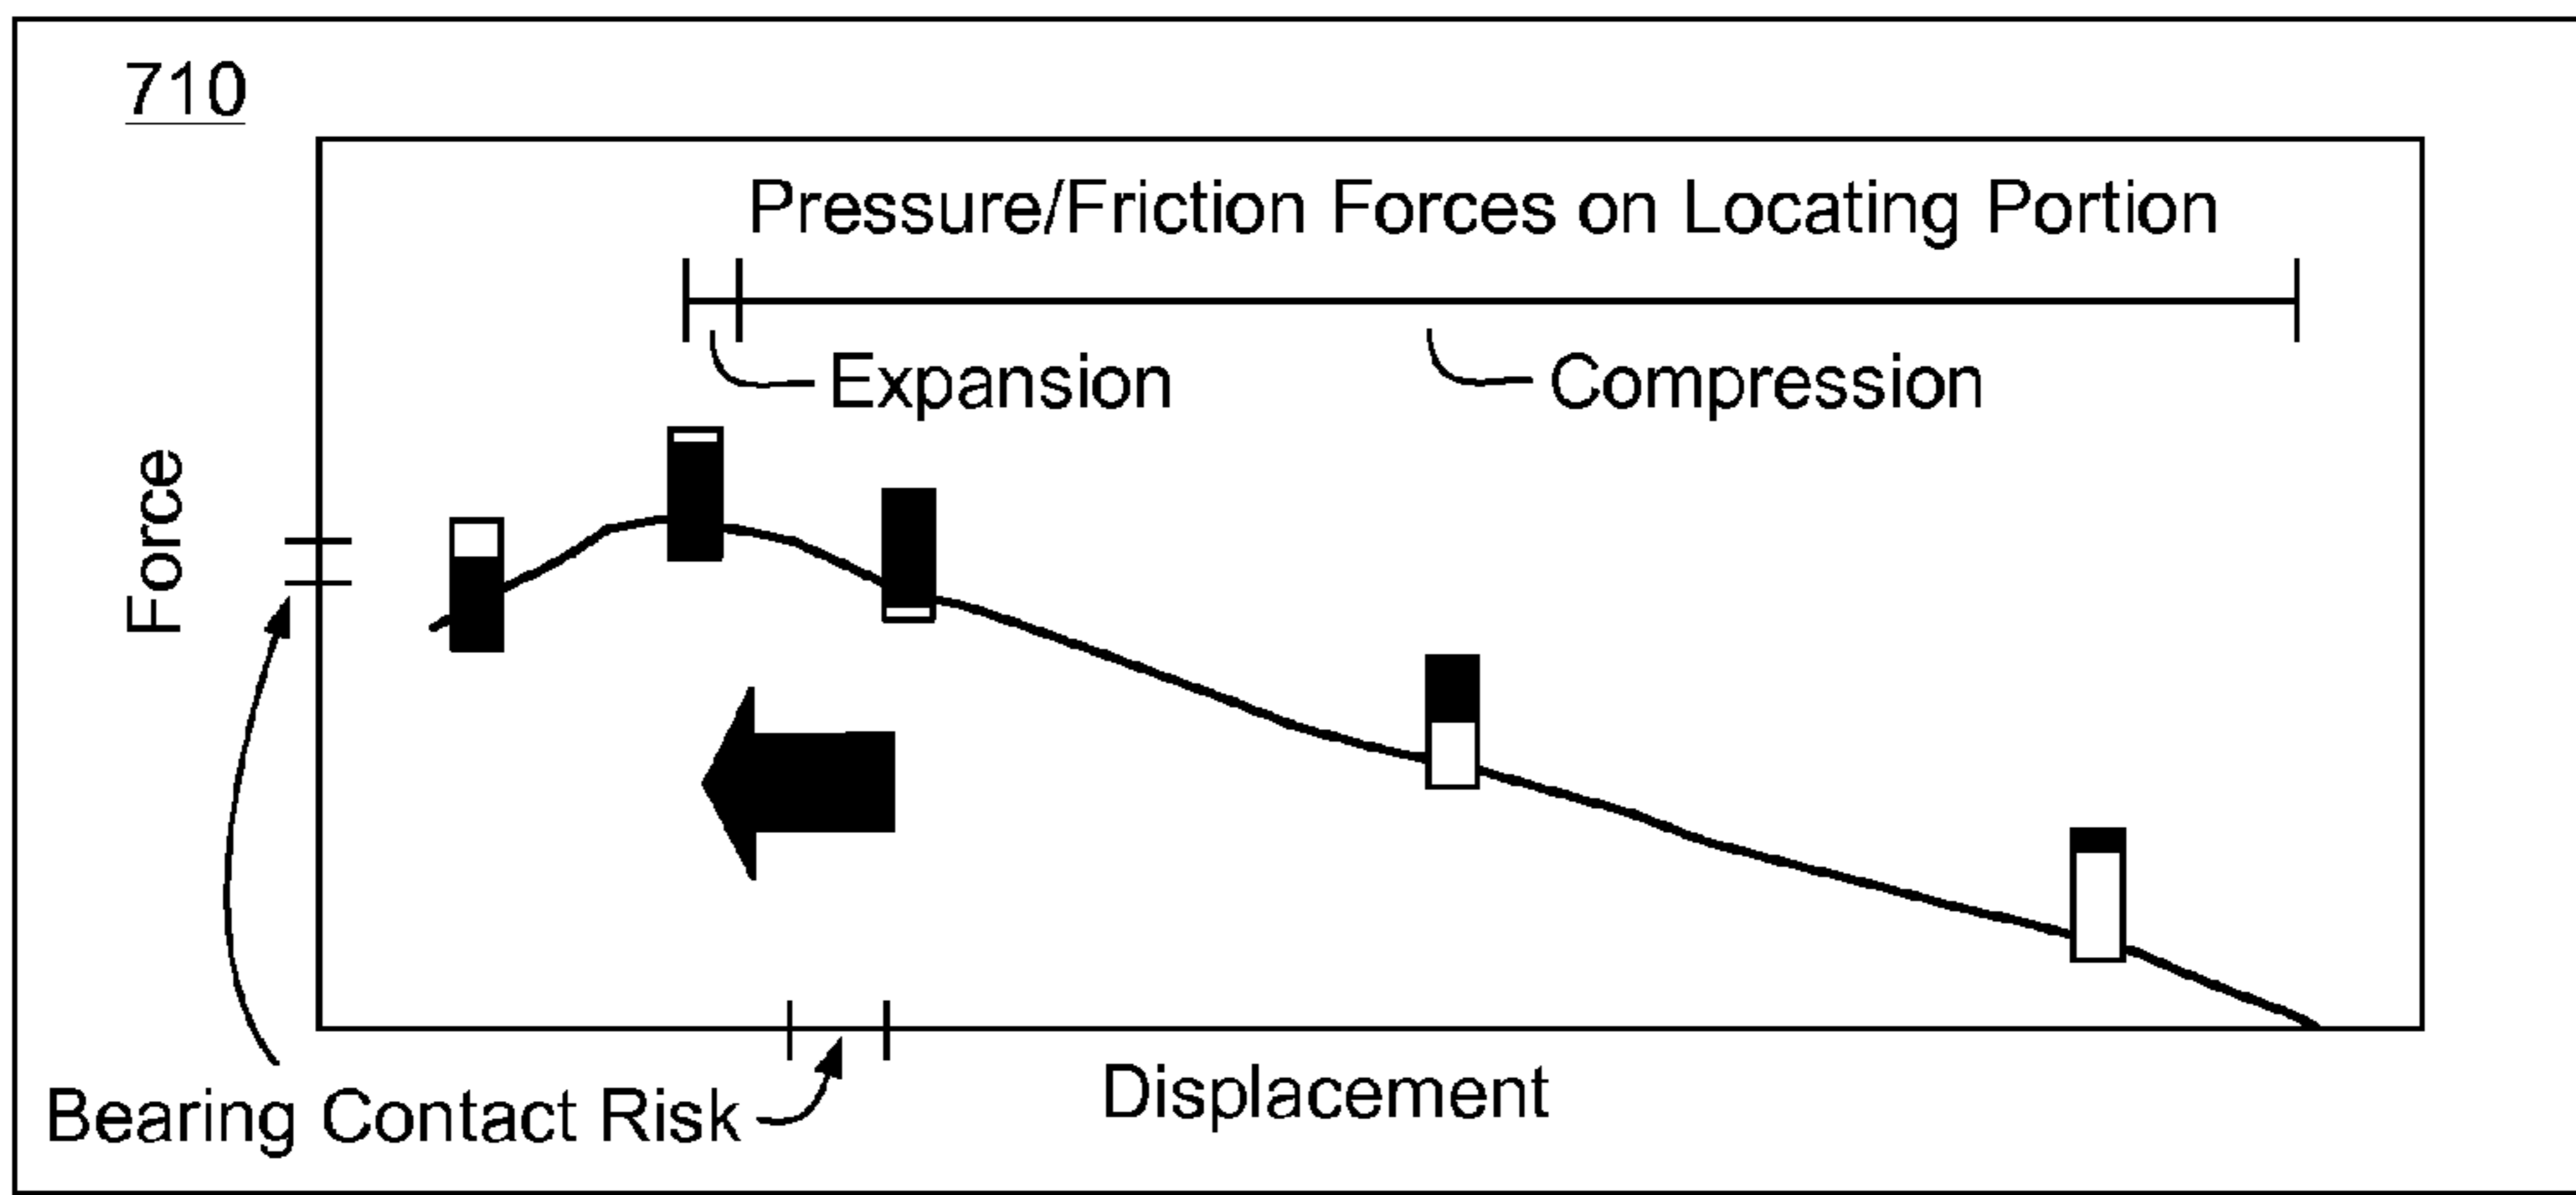 710
Pressure/Friction Forces on Locating Portion
Expansion
Compression
Force
Displacement
Bearing Contact Risk